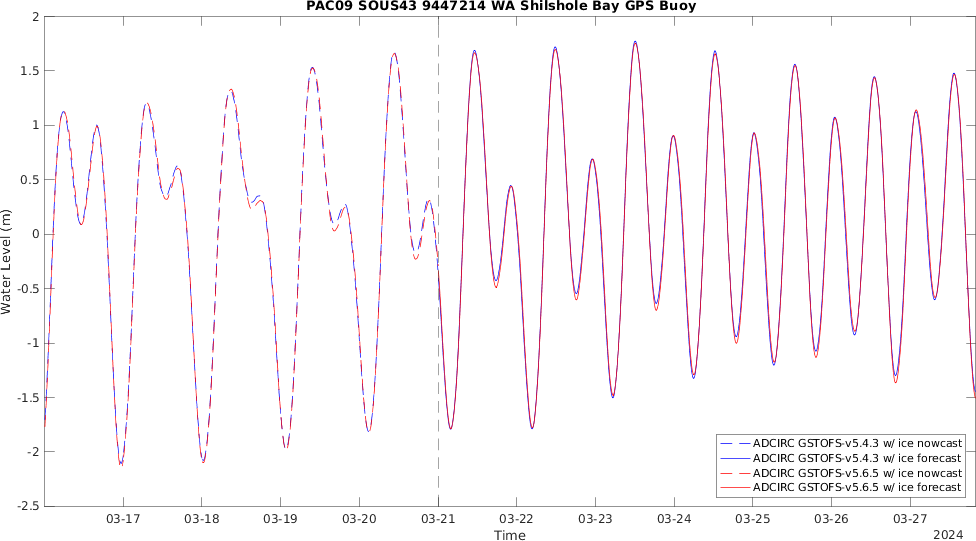 PAC09 SOUS43 9447214 WA Shilshole Bay GPS Buoy
2
1.5
1
0.5
0
-0.5
-1
-1.5
-2
-2.5
Water Level (m)
03-17 03-18 03-19 03-20 03-21 03-22 03-23 03-24 03-25 03-26 03-27
Time
2024
ADCIRC GSTOFS-v5.4.3 w/ ice nowcast
ADCIRC GSTOFS-v5.4.3 w/ ice forecast
ADCIRC GSTOFS-v5.6.5 w/ ice nowcast
ADCIRC GSTOFS-v5.6.5 w/ ice forecast